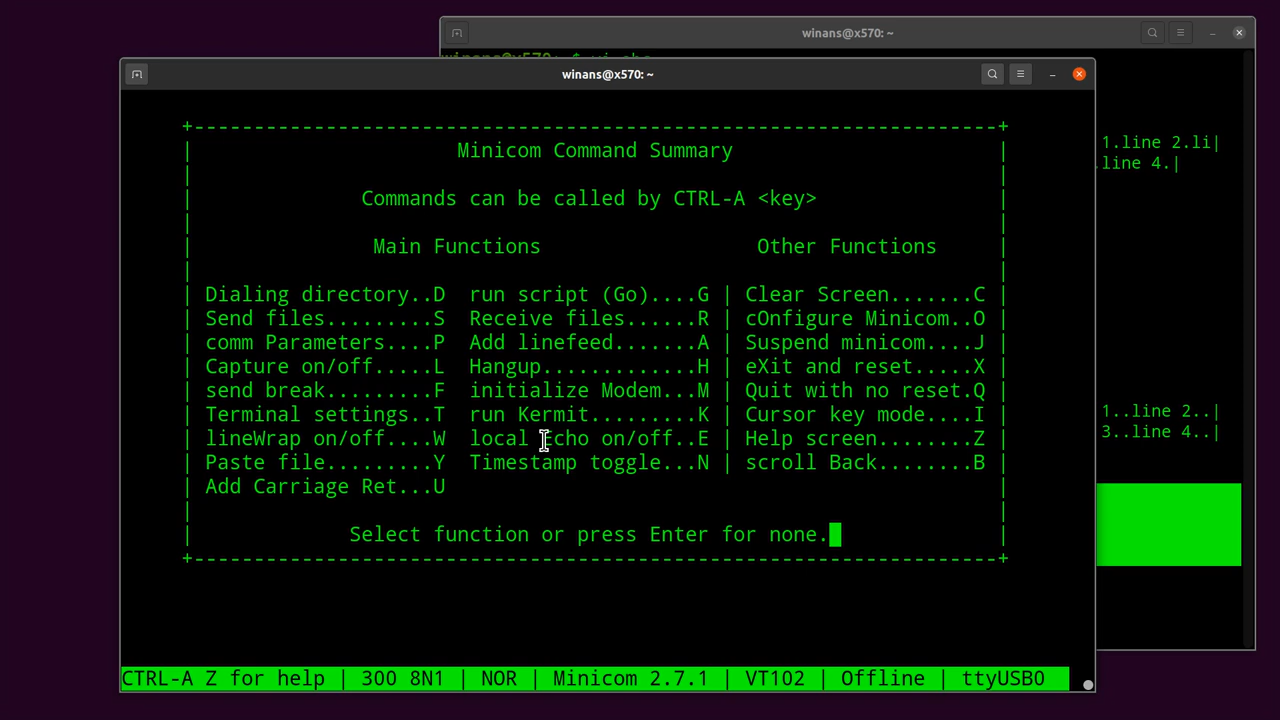 winans@x570: ~
winans@x570: ~
Minicom Command Summary
Commands can be called by CTRL-A <key>
Main Functions Other Functions
Dialing directory..D run script (Go)....G | Clear Screen.......C
Send files.........S Receive files......R | cOnfigure Minicom..O
comm Parameters....P Add linefeed.......A | Suspend minicom....J
Capture on/off.....L Hangup.............H | eXit and reset.....X
send break.........F initialize Modem...M | Quit with no reset.Q
Terminal settings..T run Kermit.........K | Cursor key mode....I
lineWrap on/off....W local Echo on/off..E | Help screen........Z
Paste file.........Y Timestamp toggle...N | scroll Back........B
Add Carriage Ret...U
Select function or press Enter for none.
CTRL-A Z for help | 300 8N1 | NOR | Minicom 2.7.1 | VT102 | Offline | ttyUSB0
1.line 2.li|
.line 4.|
1..line 2..|
3..line 4..|